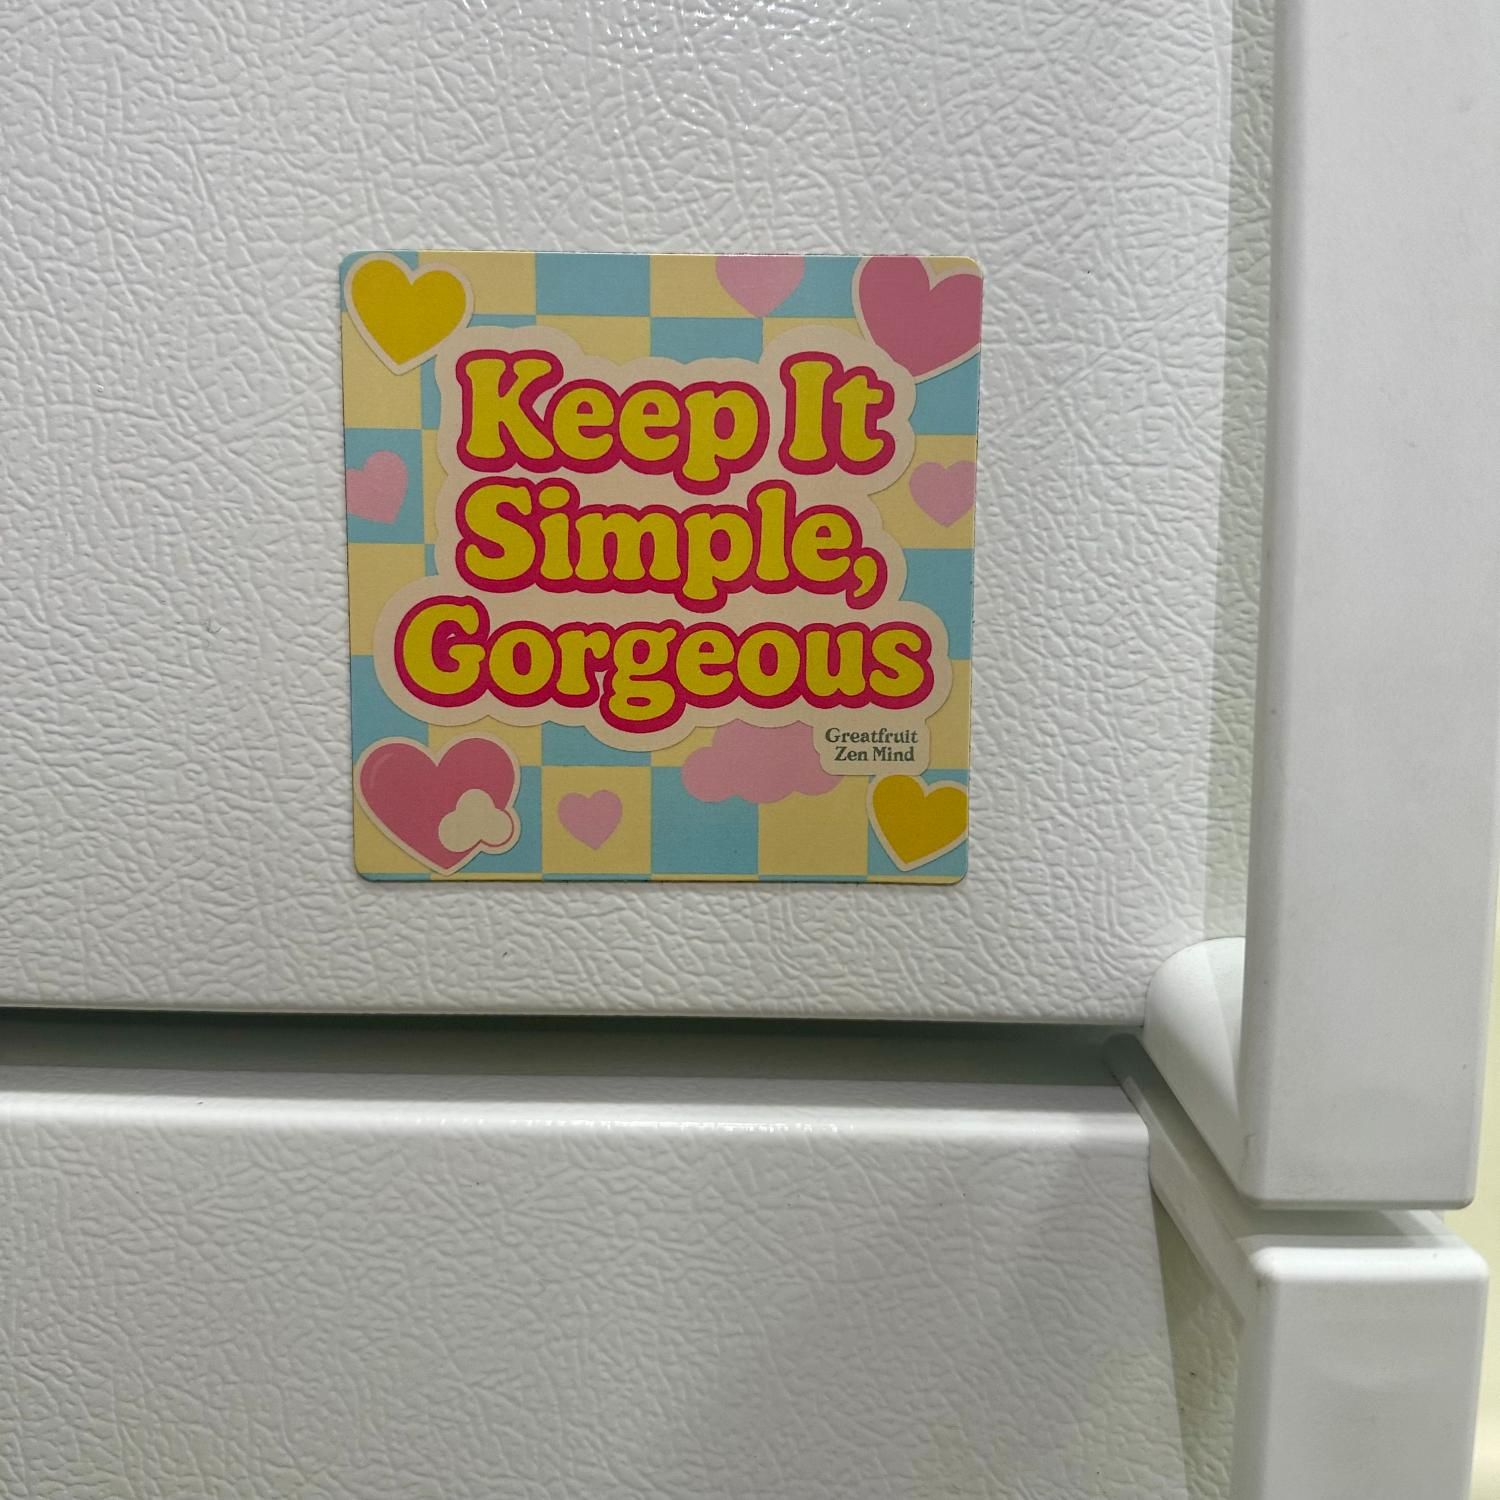 Keep It
Simple,
Gorgeous
Greatfruit
Zen Mind